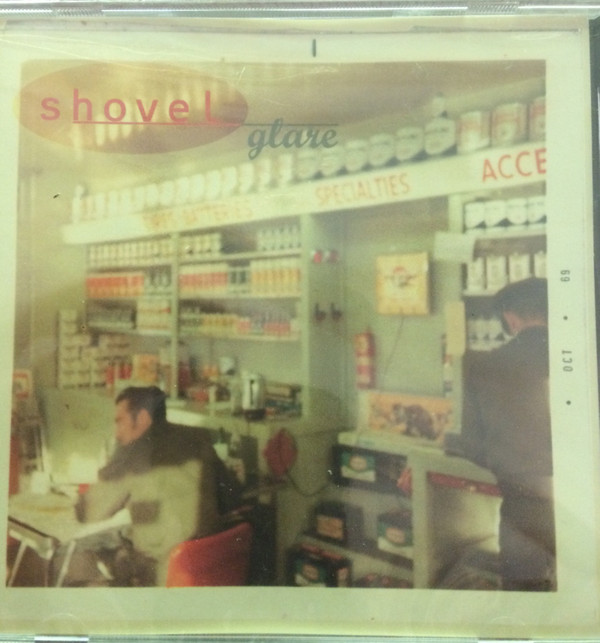 shovel
glare
BATTERIES
SPECIALTIES
ACCE
OCT • 69